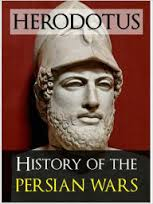 HERODOTUS
HISTORY OF THE
PERSIAN WARS